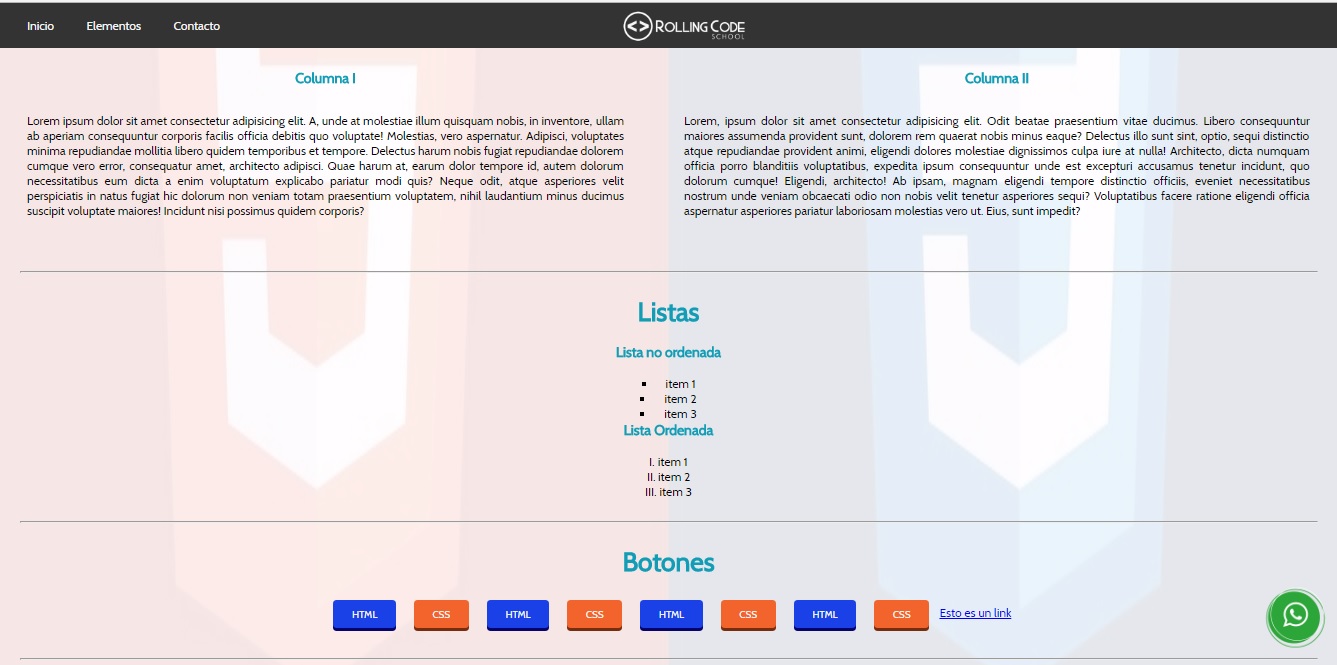 Inicio Elementos Contacto
<> ROLLING CODE
SCHOOL
Columna I
Lorem ipsum dolor sit amet consectetur adipisicing elit. A, unde at molestiae illum quisquam nobis, in inventore, ullam
ab aperiam consequuntur corporis facilis officia debitis quo voluptate! Molestias, vero aspernatur. Adipisci, voluptates
minima repudiandae mollitia libero quidem temporibus et tempore. Delectus harum nobis fugiat repudiandae dolorem
cumque vero error, consequatur amet, architecto adipisci. Quae harum at, earum dolor tempore id, autem dolorum
necessitatibus eum dicta a enim voluptatum explicabo pariatur modi quis? Neque odit, atque asperiores velit
perspiciatis in natus fugiat hic dolorum non veniam totam praesentium voluptatem, nihil laudantium minus ducimus
suscipit voluptate maiores! Incidunt nisi possimus quidem corporis?
Columna II
Lorem, ipsum dolor sit amet consectetur adipisicing elit. Odit beatae praesentium vitae ducimus. Libero consequuntur
maiores assumenda provident sunt, dolorem rem quaerat nobis minus eaque? Delectus illo sunt sint, optio, sequi distinctio
atque repudiandae provident animi, eligendi dolores molestiae dignissimos culpa iure at nulla! Architecto, dicta numquam
officia porro blanditiis voluptatibus, expedita ipsum consequuntur unde est excepturi accusamus tenetur incidunt, quo
dolorum cumque! Eligendi, architecto! Ab ipsam, magnam eligendi tempore distinctio officiis, eveniet necessitatibus
nostrum unde veniam obcaecati odio non nobis velit tenetur asperiores sequi? Voluptatibus facere ratione eligendi officia
aspernatur asperiores pariatur laboriosam molestias vero ut. Eius, sunt impedit?
Listas
Lista no ordenada
▪ item 1
▪ item 2
▪ item 3
Lista Ordenada
I. item 1
II. item 2
III. item 3
Botones
HTML CSS HTML CSS HTML CSS HTML CSS Esto es un link